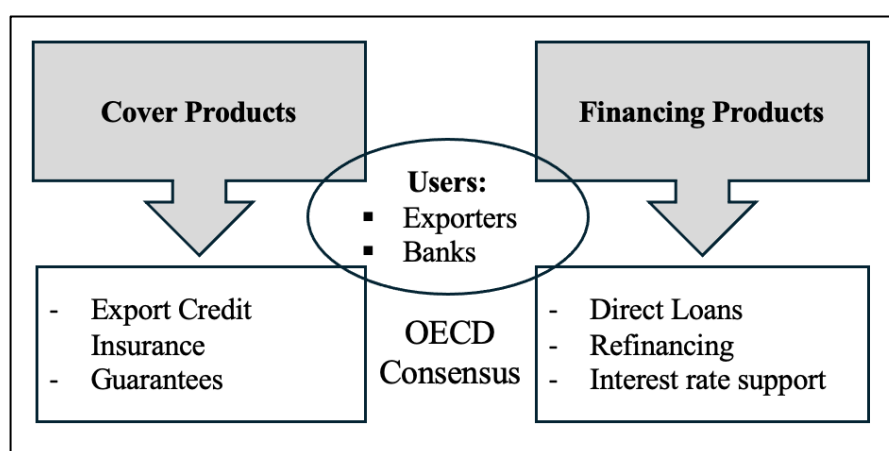 Cover Products
Financing Products
Users:
▪ Exporters
▪ Banks
- Export Credit
Insurance
- Guarantees
OECD
Consensus
- Direct Loans
- Refinancing
- Interest rate support